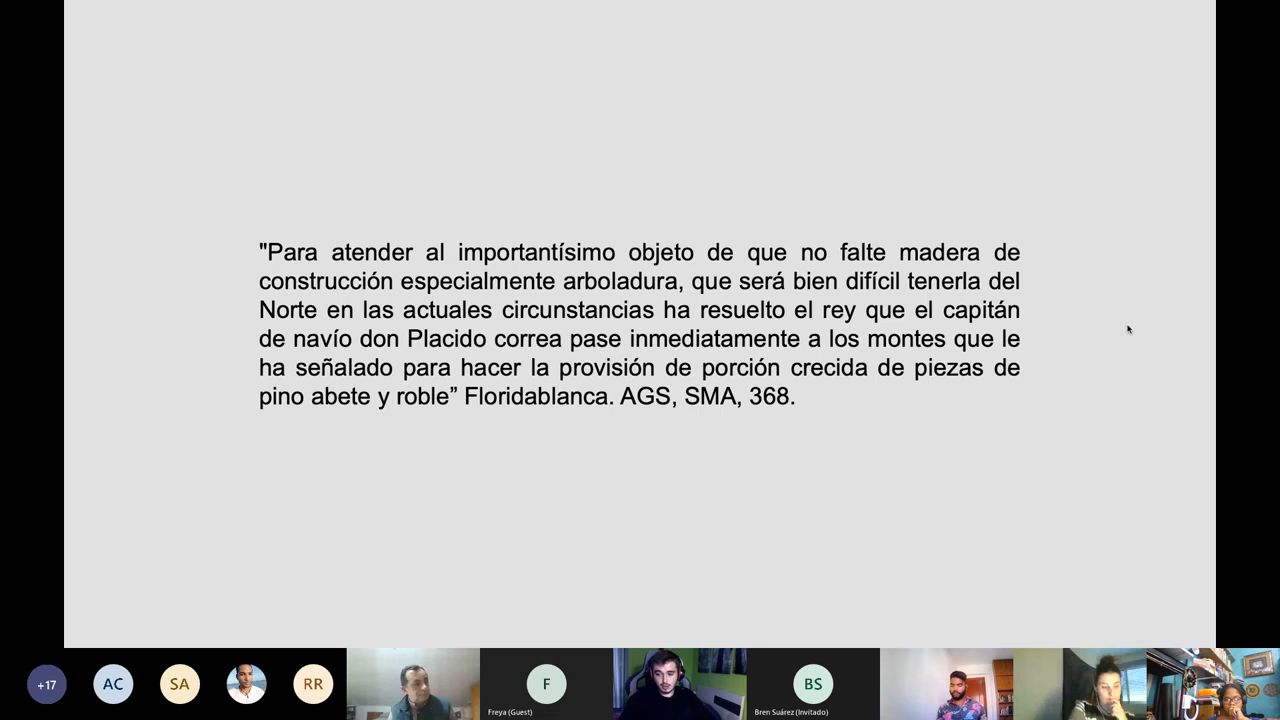 "Para atender al importantísimo objeto de que no falte madera de
construcción especialmente arboladura, que será bien difícil tenerla del
Norte en las actuales circunstancias ha resuelto el rey que el capitán
de navío don Placido correa pase inmediatamente a los montes que le
ha señalado para hacer la provisión de porción crecida de piezas de
pino abete y roble” Floridablanca. AGS, SMA, 368.
+17
AC
SA
RR
F
Freya (Guest)
BS
Bren Suárez (Invitado)